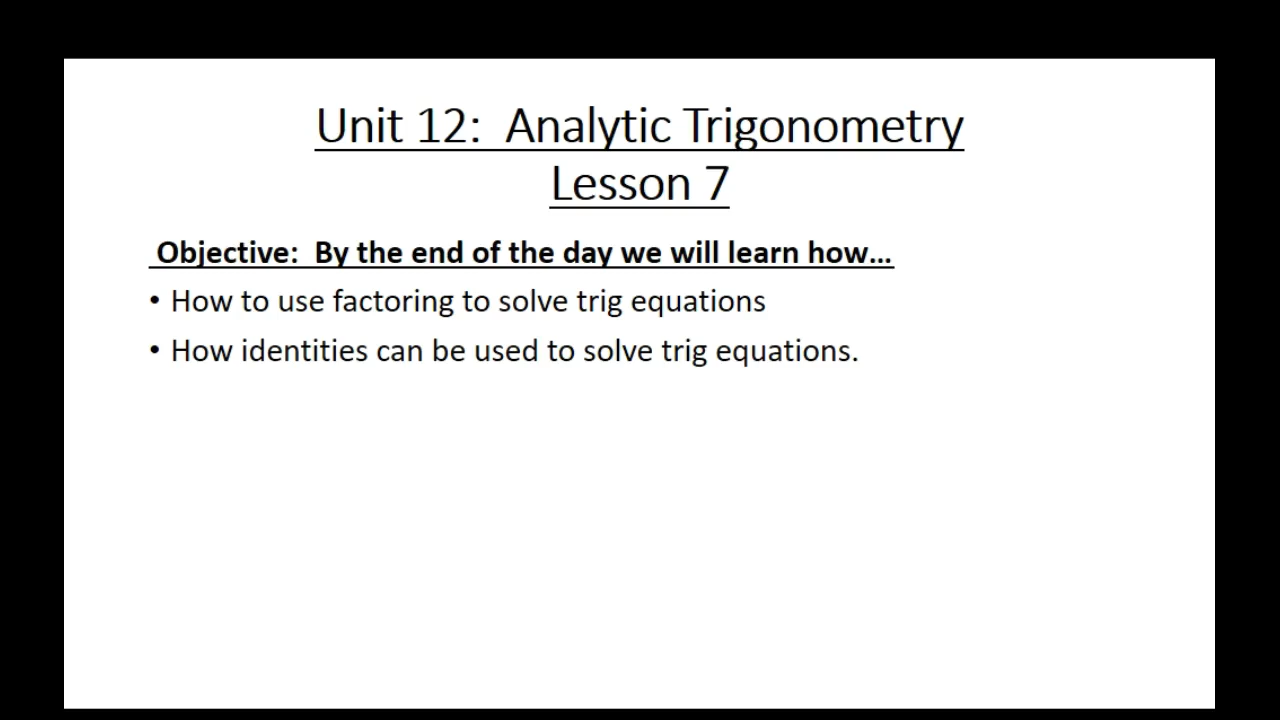 Unit 12:  Analytic Trigonometry
Lesson 7
Objective:  By the end of the day we will learn how…
• How to use factoring to solve trig equations
• How identities can be used to solve trig equations.